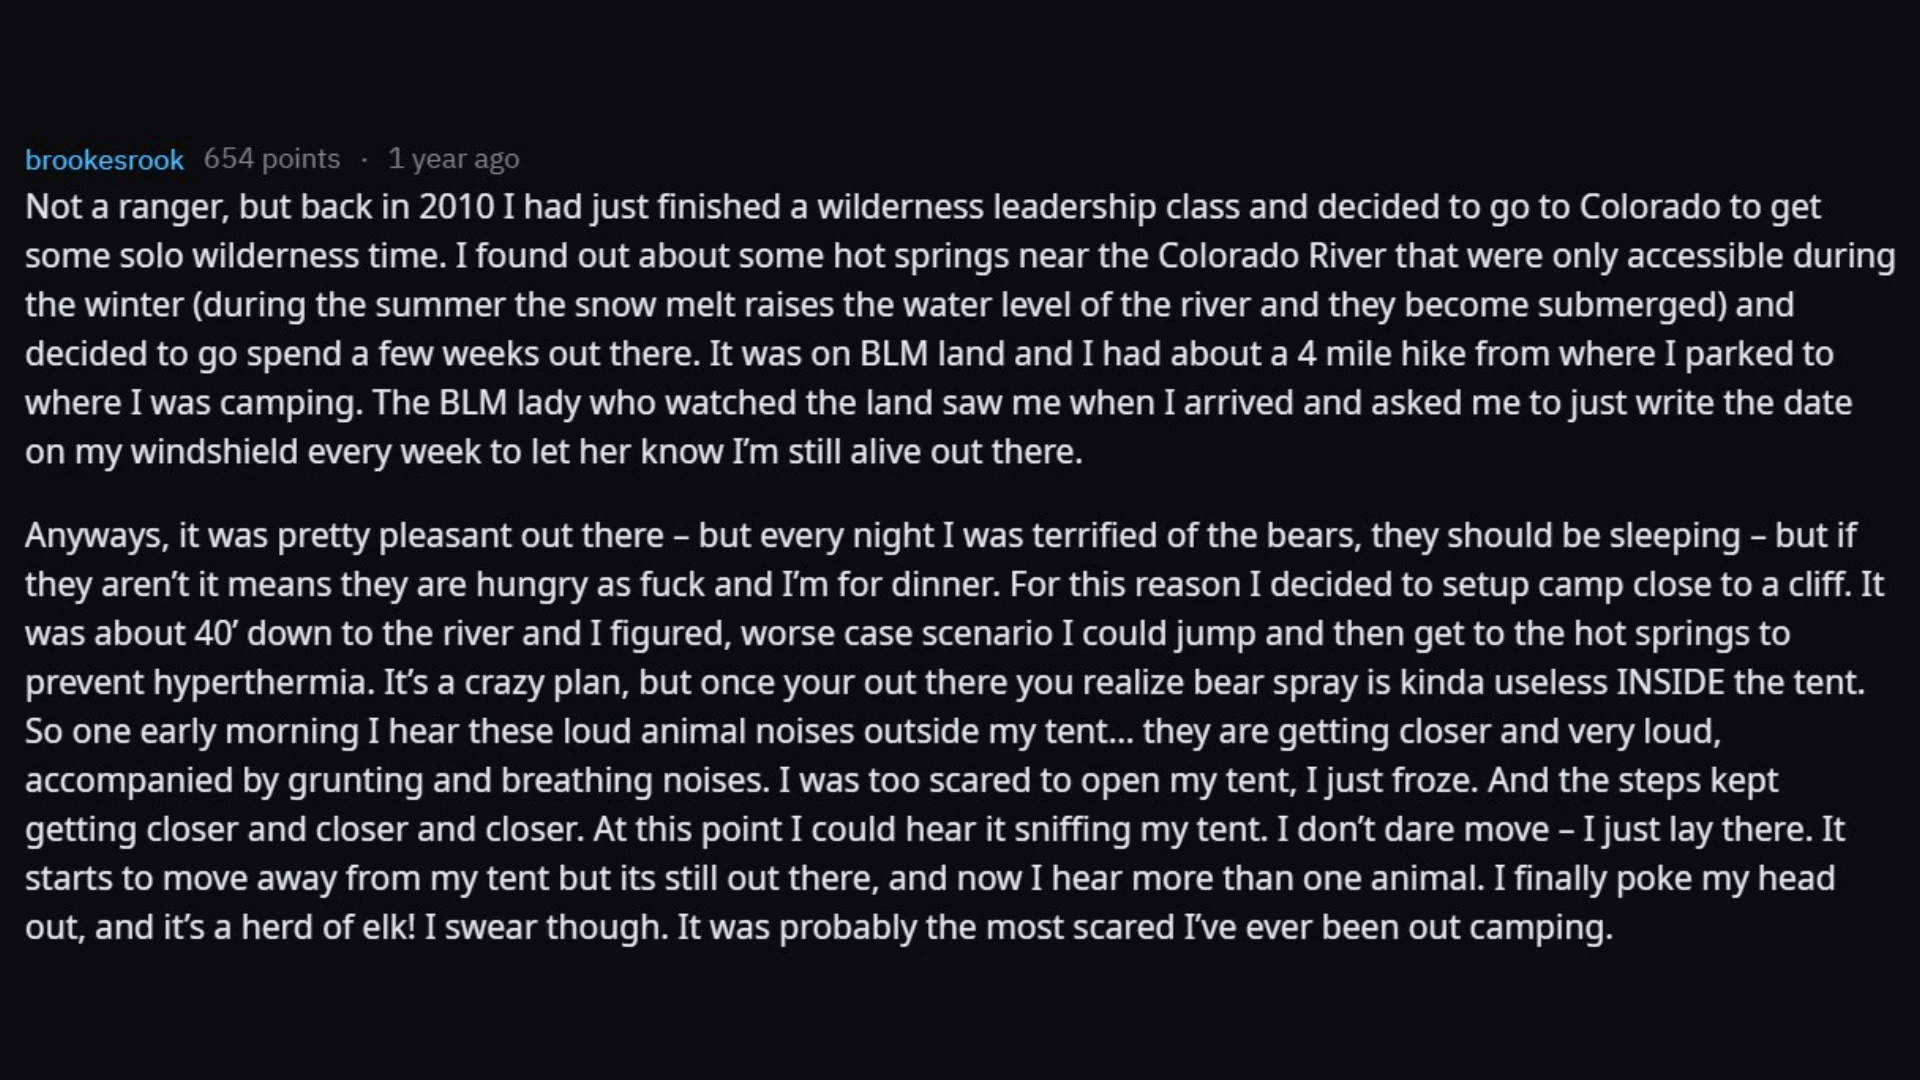 brookesrook 654 points · 1 year ago
Not a ranger, but back in 2010 I had just finished a wilderness leadership class and decided to go to Colorado to get
some solo wilderness time. I found out about some hot springs near the Colorado River that were only accessible during
the winter (during the summer the snow melt raises the water level of the river and they become submerged) and
decided to go spend a few weeks out there. It was on BLM land and I had about a 4 mile hike from where I parked to
where I was camping. The BLM lady who watched the land saw me when I arrived and asked me to just write the date
on my windshield every week to let her know I’m still alive out there.
Anyways, it was pretty pleasant out there – but every night I was terrified of the bears, they should be sleeping – but if
they aren’t it means they are hungry as fuck and I’m for dinner. For this reason I decided to setup camp close to a cliff. It
was about 40’ down to the river and I figured, worse case scenario I could jump and then get to the hot springs to
prevent hyperthermia. It’s a crazy plan, but once your out there you realize bear spray is kinda useless INSIDE the tent.
So one early morning I hear these loud animal noises outside my tent... they are getting closer and very loud,
accompanied by grunting and breathing noises. I was too scared to open my tent, I just froze. And the steps kept
getting closer and closer and closer. At this point I could hear it sniffing my tent. I don’t dare move – I just lay there. It
starts to move away from my tent but its still out there, and now I hear more than one animal. I finally poke my head
out, and it’s a herd of elk! I swear though. It was probably the most scared I’ve ever been out camping.